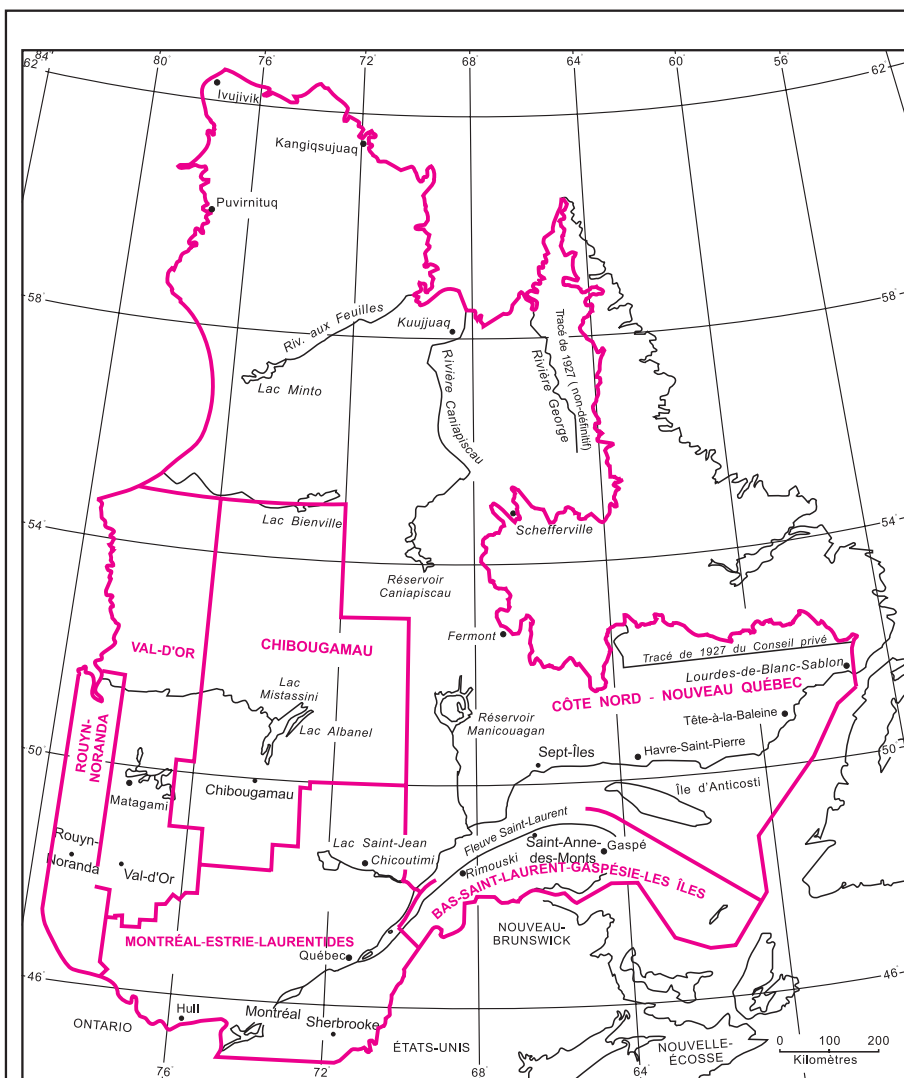 84°
80°
76°
72°
68°
64°
60°
56°
62°
62°
Ivujivik
Kangiqsujuaq
Puvirnituq
58°
58°
Riv. aux Feuilles
Kuujjuaq
Lac Minto
Rivière Caniapiscau
Tracé de 1927 ( non-définitif)
Rivière George
Lac Bienville
54°
54°
Schefferville
Réservoir
Caniapiscau
Fermont
VAL-D'OR
CHIBOUGAMAU
Tracé de 1927 du Conseil privé
Lourdes-de-Blanc-Sablon
Lac
Mistassini
CÔTE NORD - NOUVEAU QUÉBEC
Lac Albanel
Réservoir
Manicouagan
Tête-à-la-Baleine
ROUYN-
NORANDA
50°
50°
Sept-Îles
Havre-Saint-Pierre
Matagami
Chibougamau
Île d'Anticosti
Rouyn-
Noranda
Val-d'Or
Lac Saint-Jean
Chicoutimi
Fleuve Saint-Laurent
Saint-Anne-
des-Monts
Gaspé
Rimouski
BAS-SAINT-LAURENT-GASPÉSIE-LES ÎLES
MONTRÉAL-ESTRIE-LAURENTIDES
NOUVEAU-
BRUNSWICK
Québec
46°
46°
ONTARIO
Hull
Montréal
Sherbrooke
ÉTATS-UNIS
NOUVELLE-
ÉCOSSE
0 100 200
Kilomètres
76°
72°
68°
64°